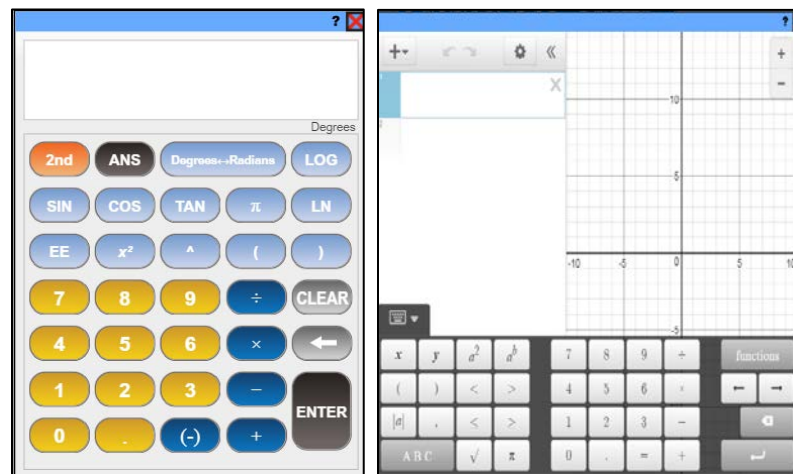 ?
Degrees
2nd ANS Degrees↔Radians LOG
SIN COS TAN π LN
EE x² ^ ( )
7 8 9 ÷ CLEAR
4 5 6 ×
1 2 3 − ENTER
0 . (-) +
?
+ «
X
+
10
−
5
-10 -5 0 5 10
-5
x y a² aᵇ 7 8 9 ÷ functions
( ) < > 4 5 6 × ← →
|a| , ≤ ≥ 1 2 3 −
A B C √ π 0 . = +